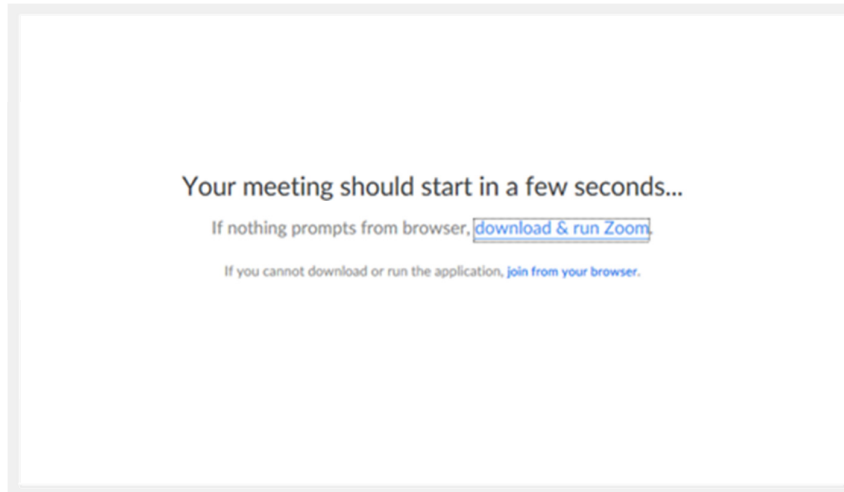 Your meeting should start in a few seconds...
If nothing prompts from browser, download & run Zoom.
If you cannot download or run the application, join from your browser.